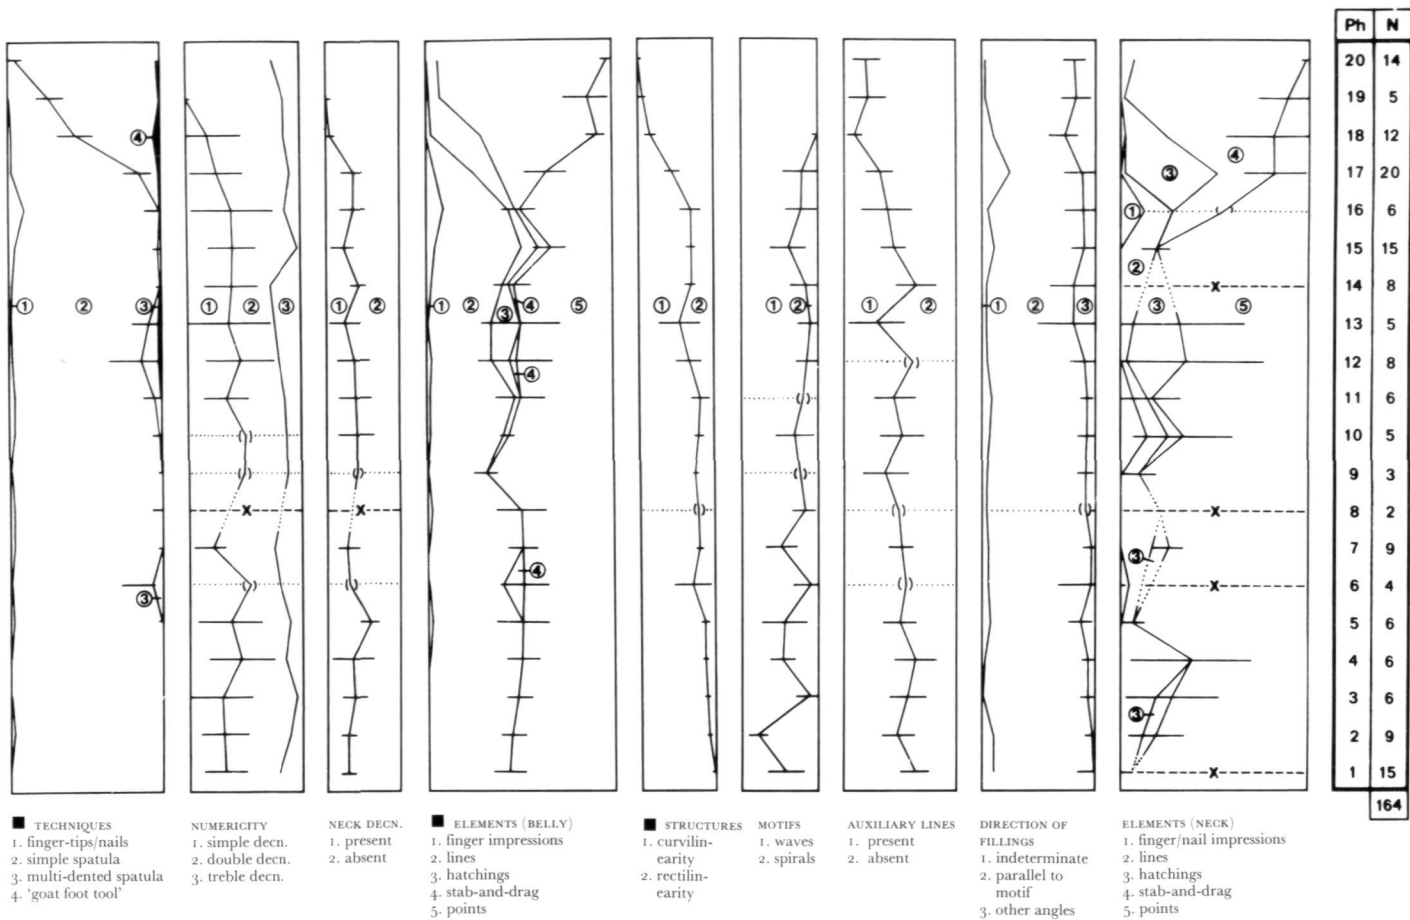 Ph N
20 14
19 5
④ 18 12
④
③ 17 20
① 16 6
15 15
②
14 8
① ② ③ ① ② ③ ① ② ① ② ③ ④ ⑤ ① ② ① ② ① ② ① ② ③ ③ ⑤
13 5
④ 12 8
11 6
10 5
9 3
X X X 8 2
③ 7 9
④
③ X 6 4
5 6
4 6
3 6
③
2 9
X 1 15
164
■ TECHNIQUES
1. finger-tips/nails
2. simple spatula
3. multi-dented spatula
4. 'goat foot tool'
NUMERICITY
1. simple decn.
2. double decn.
3. treble decn.
NECK DECN.
1. present
2. absent
■ ELEMENTS (BELLY)
1. finger impressions
2. lines
3. hatchings
4. stab-and-drag
5. points
■ STRUCTURES
1. curvilin-
earity
2. rectilin-
earity
MOTIFS
1. waves
2. spirals
AUXILIARY LINES
1. present
2. absent
DIRECTION OF
FILLINGS
1. indeterminate
2. parallel to
motif
3. other angles
ELEMENTS (NECK)
1. finger/nail impressions
2. lines
3. hatchings
4. stab-and-drag
5. points